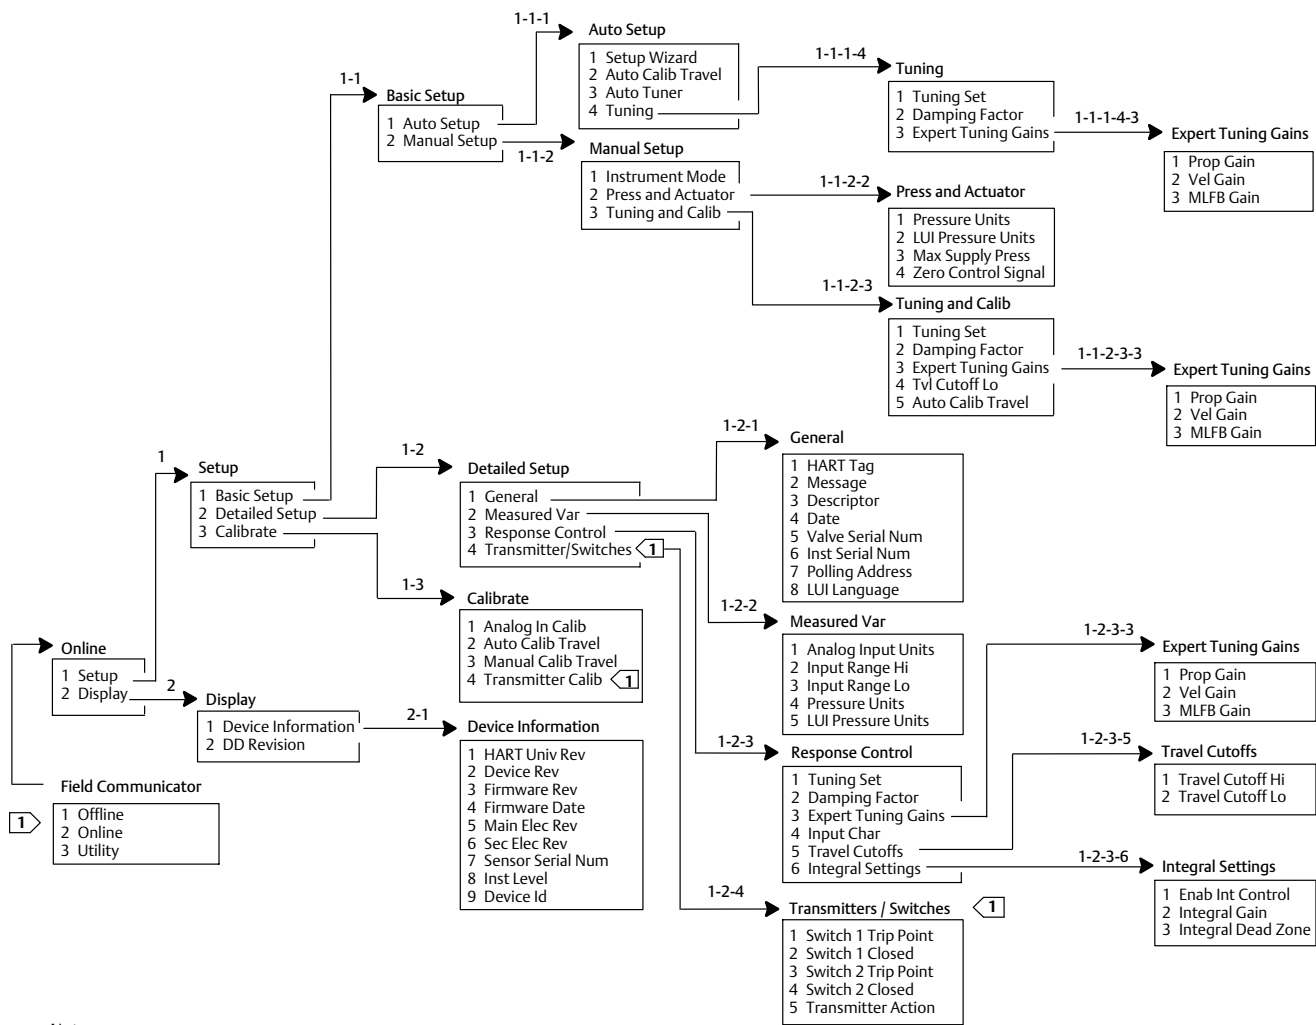 1-1-1
Auto Setup
1 Setup Wizard
2 Auto Calib Travel
3 Auto Tuner
4 Tuning
1-1-1-4
Tuning
1 Tuning Set
2 Damping Factor
3 Expert Tuning Gains
1-1-1-4-3
Expert Tuning Gains
1 Prop Gain
2 Vel Gain
3 MLFB Gain
1-1
Basic Setup
1 Auto Setup
2 Manual Setup
1-1-2
Manual Setup
1 Instrument Mode
2 Press and Actuator
3 Tuning and Calib
1-1-2-2
Press and Actuator
1 Pressure Units
2 LUI Pressure Units
3 Max Supply Press
4 Zero Control Signal
1-1-2-3
Tuning and Calib
1 Tuning Set
2 Damping Factor
3 Expert Tuning Gains
4 Tvl Cutoff Lo
5 Auto Calib Travel
1-1-2-3-3
Expert Tuning Gains
1 Prop Gain
2 Vel Gain
3 MLFB Gain
1
Setup
1 Basic Setup
2 Detailed Setup
3 Calibrate
1-2
Detailed Setup
1 General
2 Measured Var
3 Response Control
4 Transmitter/Switches 1
1-2-1
General
1 HART Tag
2 Message
3 Descriptor
4 Date
5 Valve Serial Num
6 Inst Serial Num
7 Polling Address
8 LUI Language
1-3
Calibrate
1 Analog In Calib
2 Auto Calib Travel
3 Manual Calib Travel
4 Transmitter Calib 1
1-2-2
Measured Var
1 Analog Input Units
2 Input Range Hi
3 Input Range Lo
4 Pressure Units
5 LUI Pressure Units
Online
1 Setup
2 Display
2
Display
1 Device Information
2 DD Revision
2-1
Device Information
1 HART Univ Rev
2 Device Rev
3 Firmware Rev
4 Firmware Date
5 Main Elec Rev
6 Sec Elec Rev
7 Sensor Serial Num
8 Inst Level
9 Device Id
1-2-3
Response Control
1 Tuning Set
2 Damping Factor
3 Expert Tuning Gains
4 Input Char
5 Travel Cutoffs
6 Integral Settings
1-2-3-3
Expert Tuning Gains
1 Prop Gain
2 Vel Gain
3 MLFB Gain
1-2-3-5
Travel Cutoffs
1 Travel Cutoff Hi
2 Travel Cutoff Lo
1-2-3-6
Integral Settings
1 Enab Int Control
2 Integral Gain
3 Integral Dead Zone
Field Communicator
1
1 Offline
2 Online
3 Utility
1-2-4
Transmitters / Switches 1
1 Switch 1 Trip Point
2 Switch 1 Closed
3 Switch 2 Trip Point
4 Switch 2 Closed
5 Transmitter Action